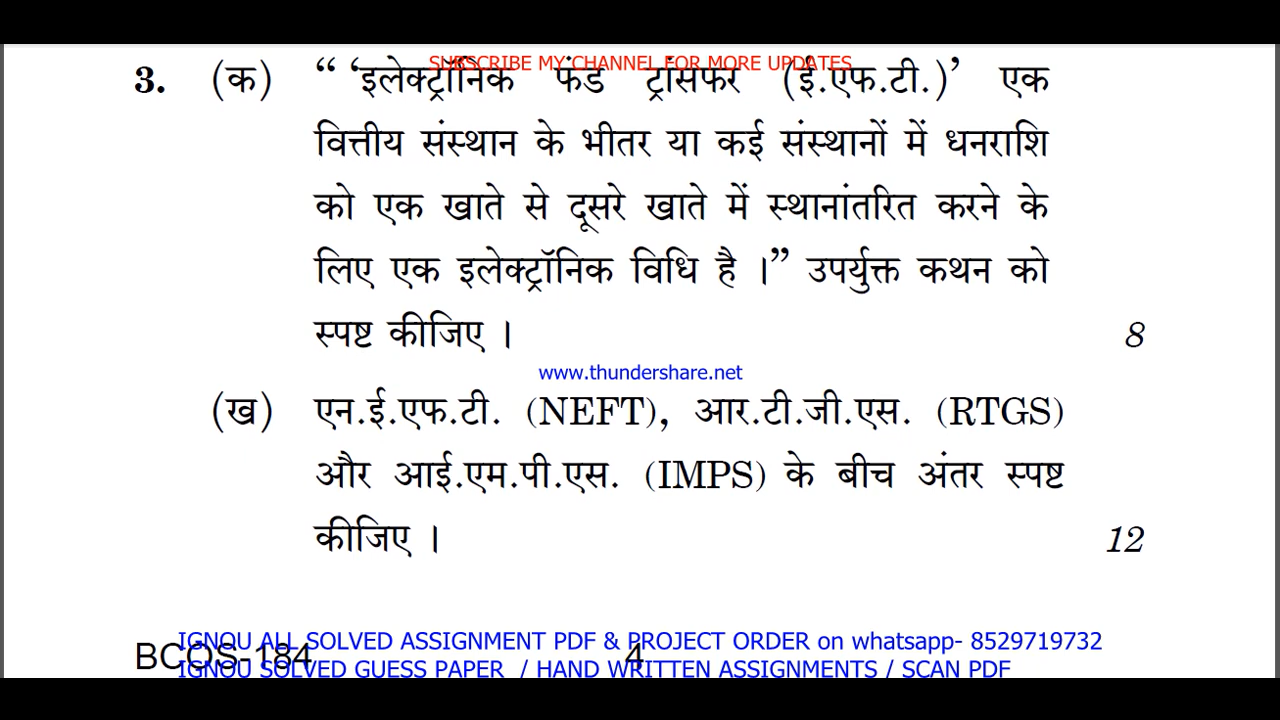 SUBSCRIBE MY CHANNEL FOR MORE UPDATES
3. (क) “ ‘इलेक्ट्रॉनिक फंड ट्रांसफर (ई.एफ.टी.)’ एक
वित्तीय संस्थान के भीतर या कई संस्थानों में धनराशि
को एक खाते से दूसरे खाते में स्थानांतरित करने के
लिए एक इलेक्ट्रॉनिक विधि है ।” उपर्युक्त कथन को
स्पष्ट कीजिए । 8
www.thundershare.net
(ख) एन.ई.एफ.टी. (NEFT), आर.टी.जी.एस. (RTGS)
और आई.एम.पी.एस. (IMPS) के बीच अंतर स्पष्ट
कीजिए । 12
IGNOU ALL SOLVED ASSIGNMENT PDF & PROJECT ORDER on whatsapp- 8529719732
BCOS-184 4
IGNOU SOLVED GUESS PAPER / HAND WRITTEN ASSIGNMENTS / SCAN PDF